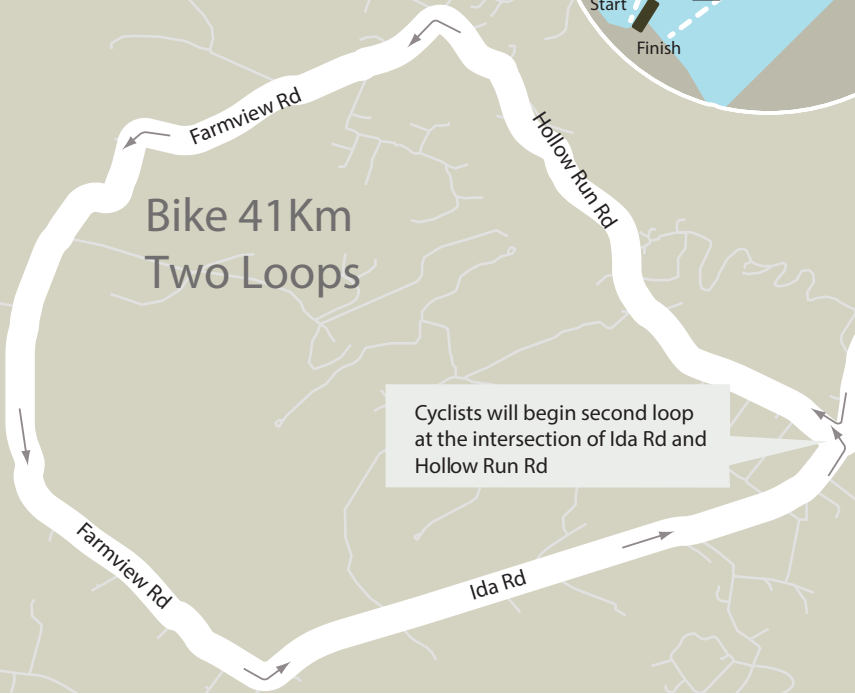 Start
Finish
Farmview Rd
Hollow Run Rd
Bike 41Km
Two Loops
Cyclists will begin second loop
at the intersection of Ida Rd and
Hollow Run Rd
Farmview Rd
Ida Rd